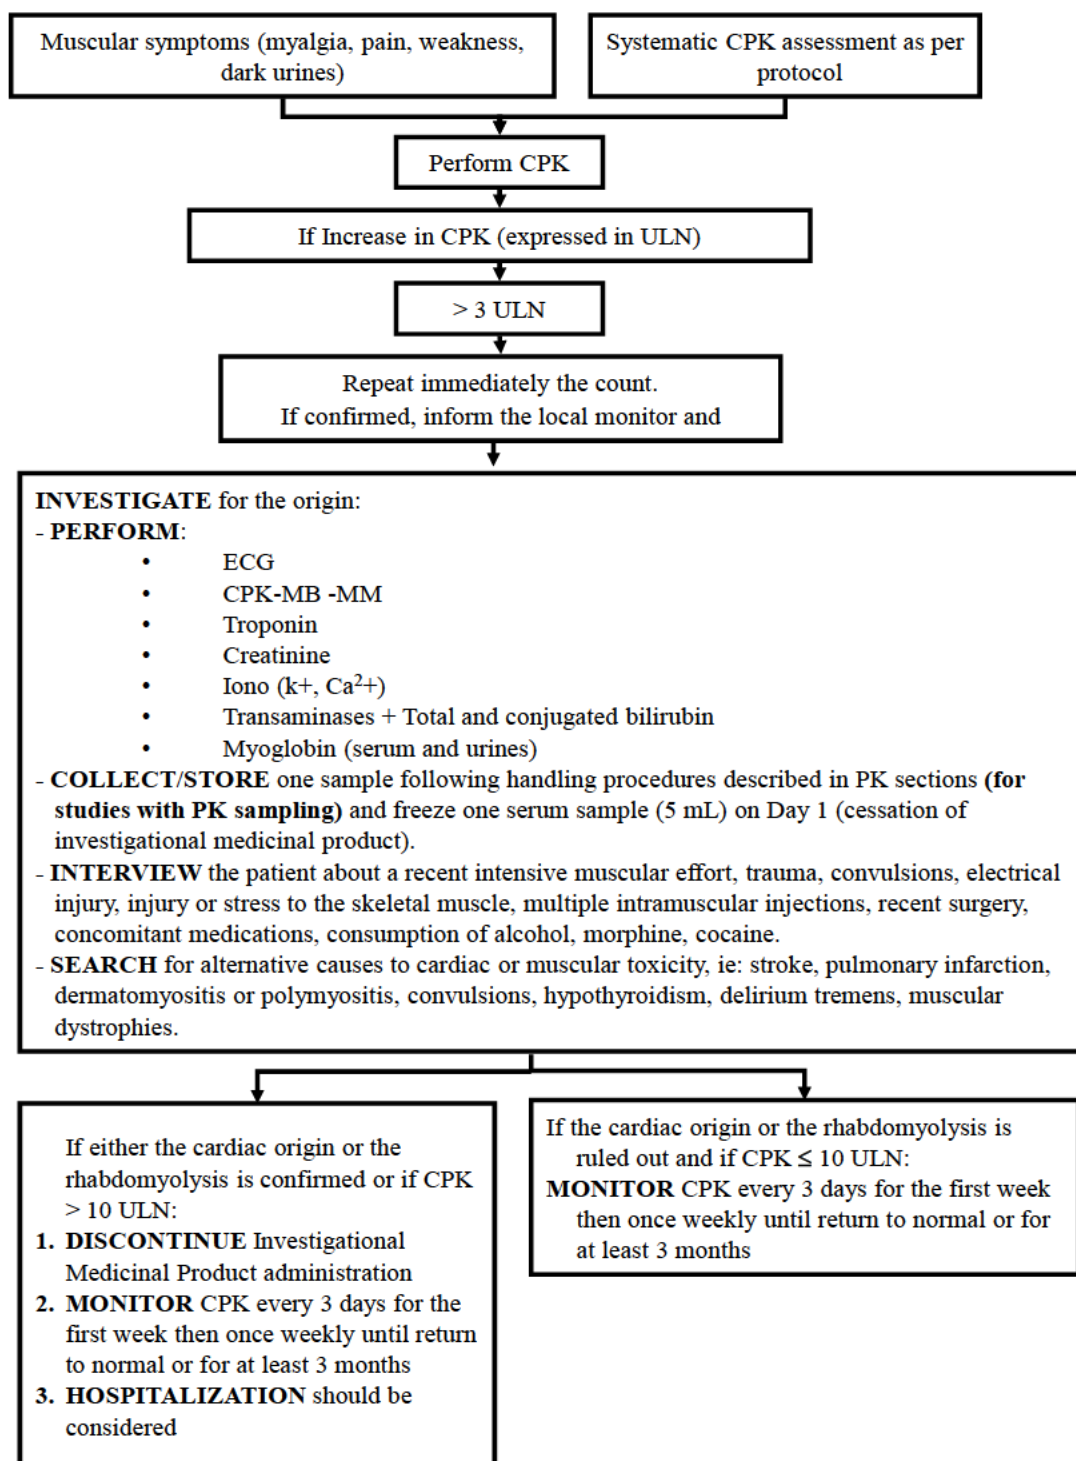 Muscular symptoms (myalgia, pain, weakness,
dark urines)
Systematic CPK assessment as per
protocol
Perform CPK
If Increase in CPK (expressed in ULN)
> 3 ULN
Repeat immediately the count.
If confirmed, inform the local monitor and
INVESTIGATE for the origin:
- PERFORM:
• ECG
• CPK-MB -MM
• Troponin
• Creatinine
• Iono (k+, Ca²+)
• Transaminases + Total and conjugated bilirubin
• Myoglobin (serum and urines)
- COLLECT/STORE one sample following handling procedures described in PK sections (for
studies with PK sampling) and freeze one serum sample (5 mL) on Day 1 (cessation of
investigational medicinal product).
- INTERVIEW the patient about a recent intensive muscular effort, trauma, convulsions, electrical
injury, injury or stress to the skeletal muscle, multiple intramuscular injections, recent surgery,
concomitant medications, consumption of alcohol, morphine, cocaine.
- SEARCH for alternative causes to cardiac or muscular toxicity, ie: stroke, pulmonary infarction,
dermatomyositis or polymyositis, convulsions, hypothyroidism, delirium tremens, muscular
dystrophies.
If either the cardiac origin or the
rhabdomyolysis is confirmed or if CPK
> 10 ULN:
1. DISCONTINUE Investigational
Medicinal Product administration
2. MONITOR CPK every 3 days for the
first week then once weekly until return
to normal or for at least 3 months
3. HOSPITALIZATION should be
considered
If the cardiac origin or the rhabdomyolysis is
ruled out and if CPK ≤ 10 ULN:
MONITOR CPK every 3 days for the first week
then once weekly until return to normal or for
at least 3 months